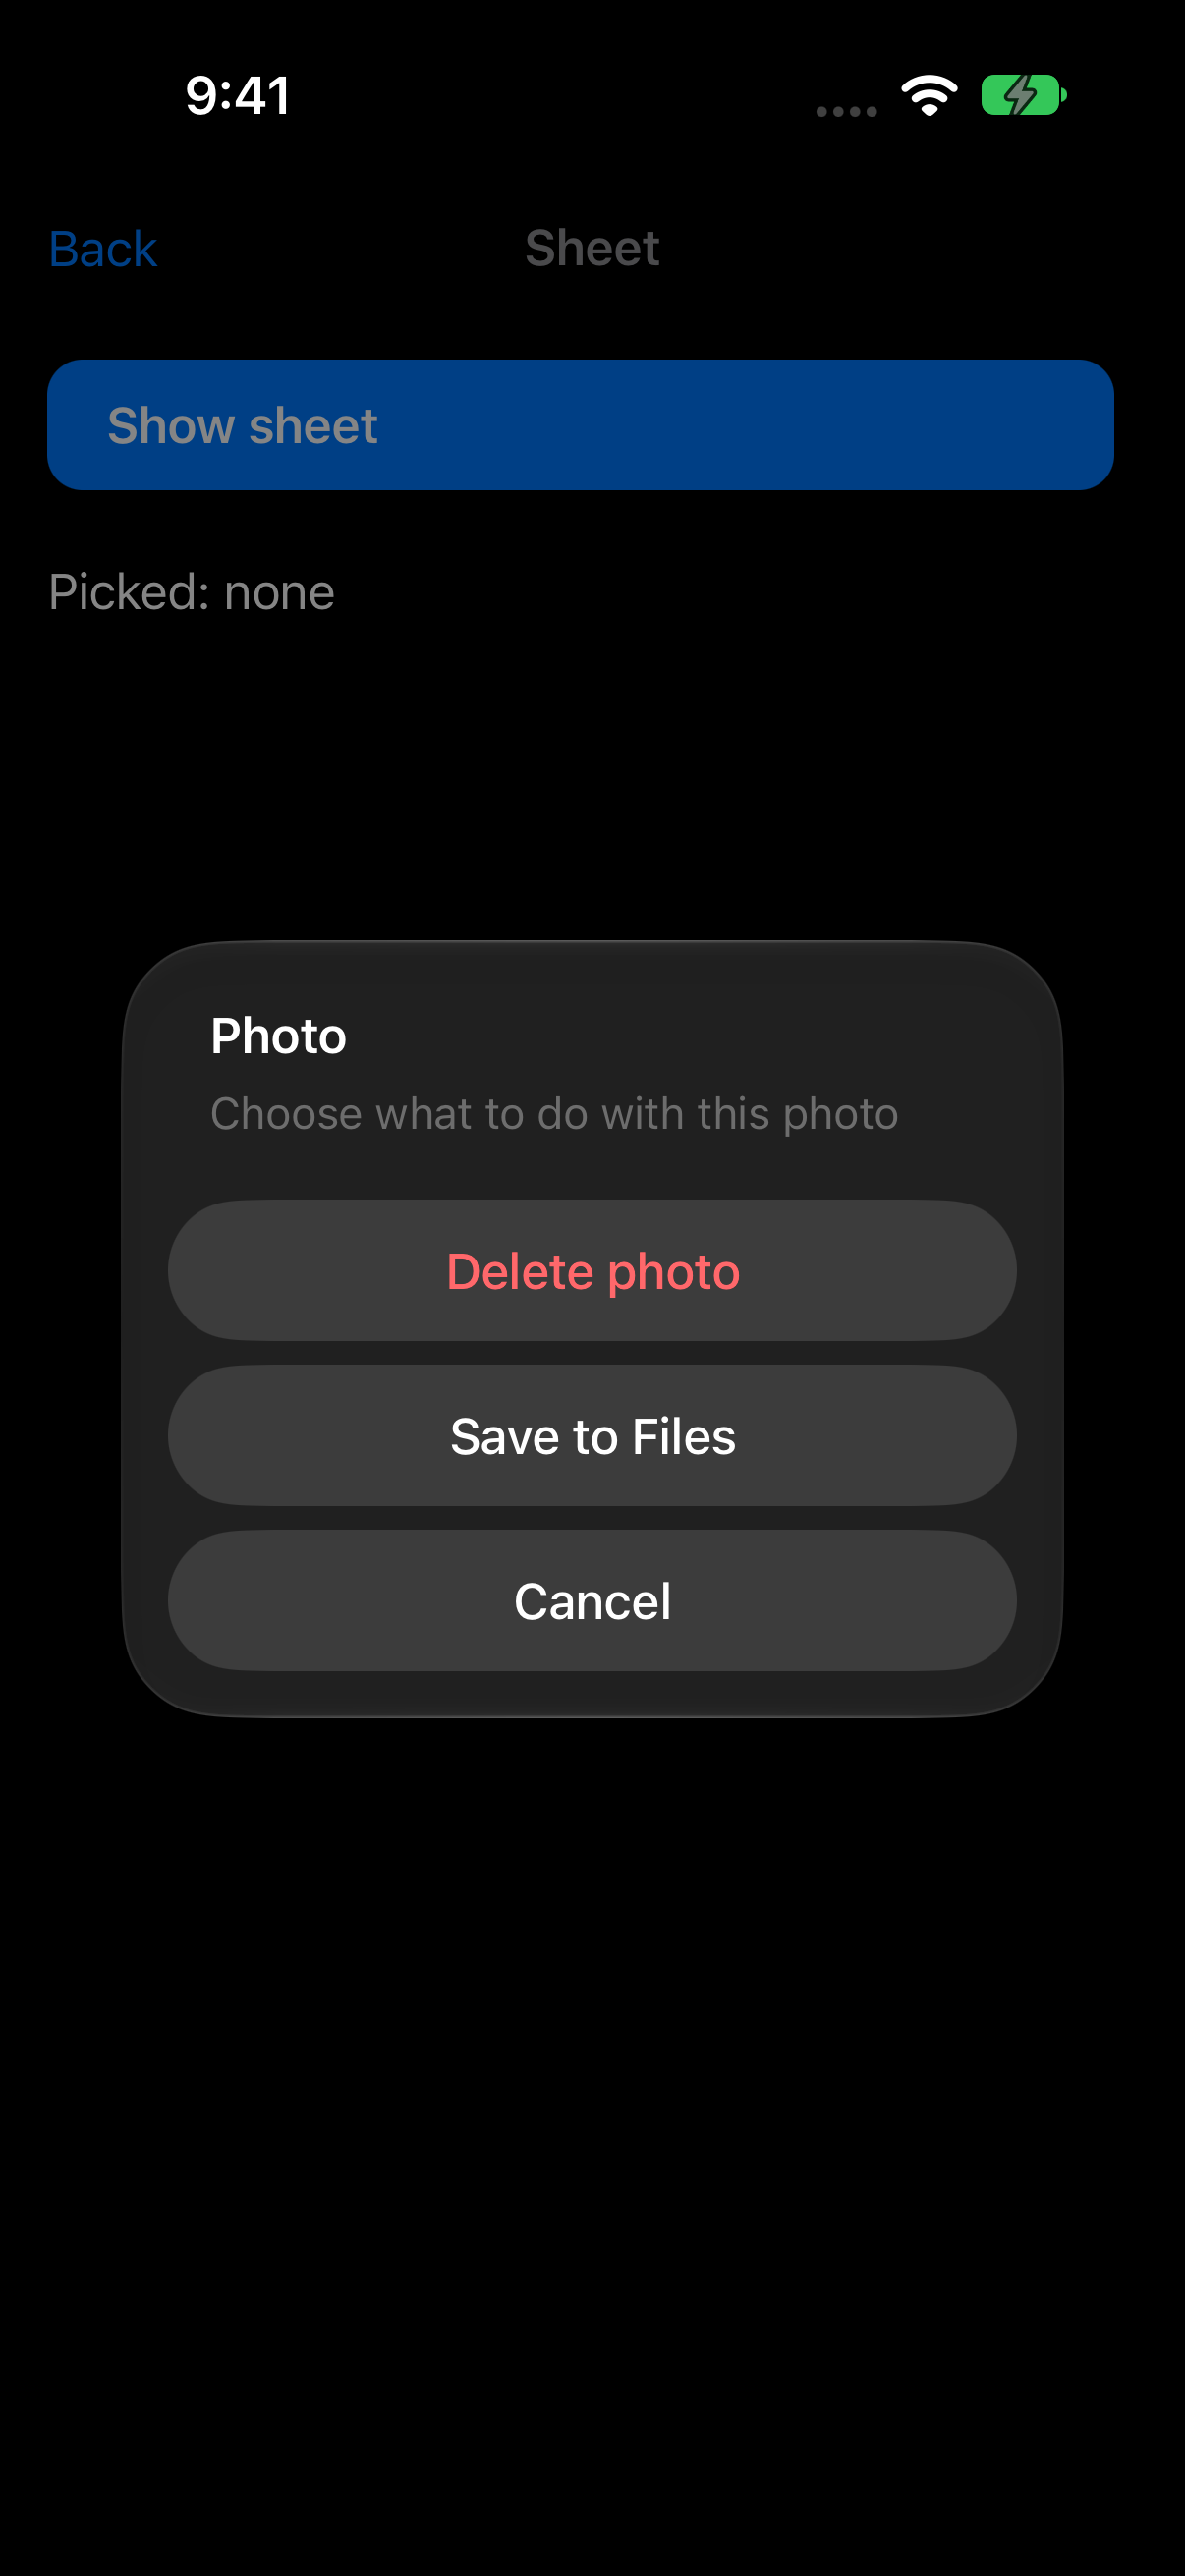 9:41
Back
Sheet
Show sheet
Picked: none
Photo
Choose what to do with this photo
Delete photo
Save to Files
Cancel